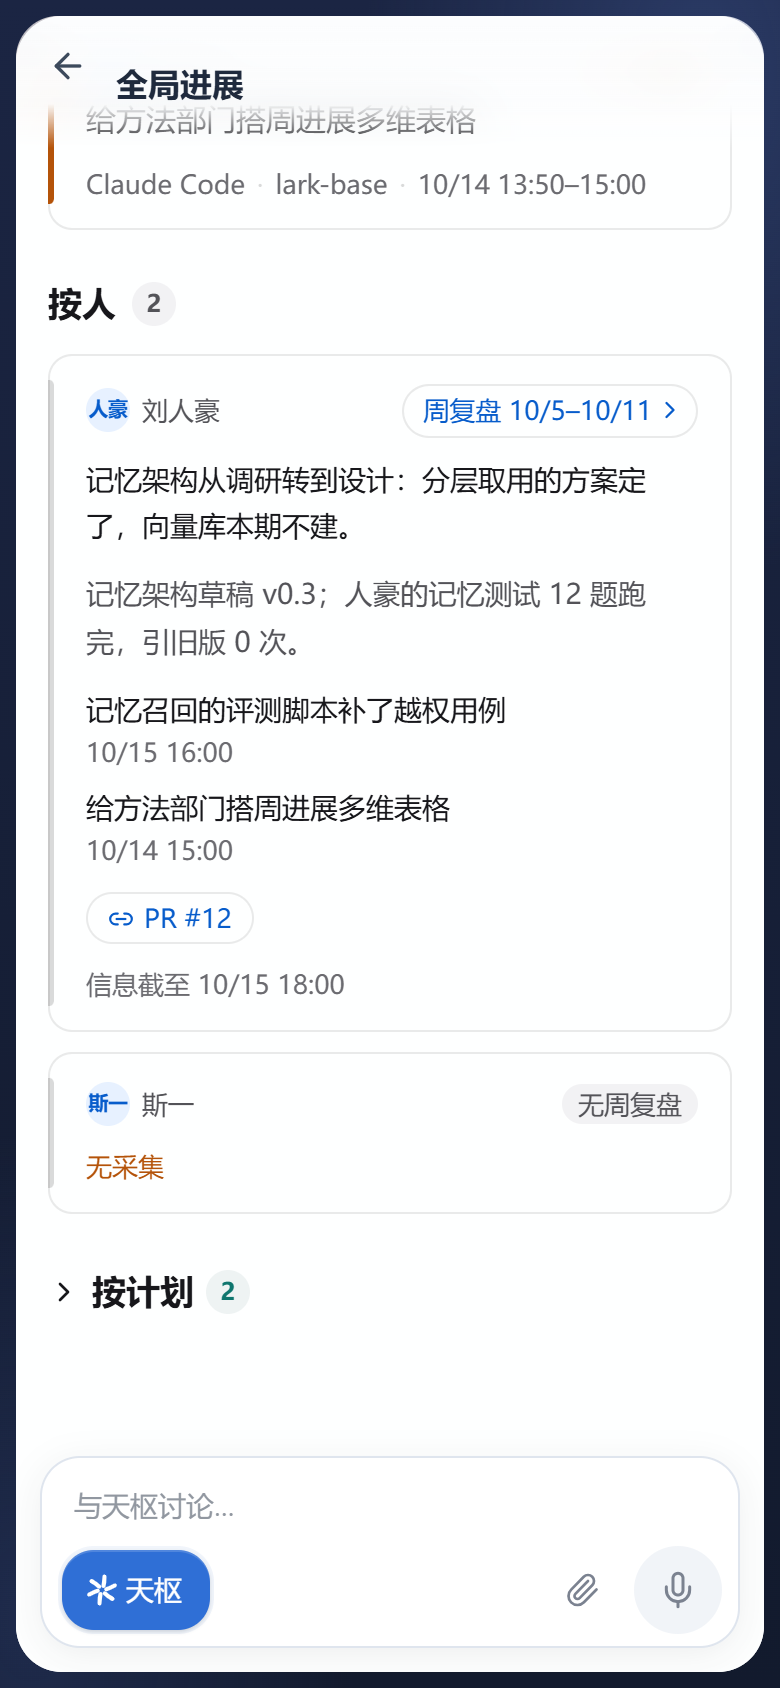 全局进展
给方法部门搭周进展多维表格
Claude Code · lark-base · 10/14 13:50–15:00
按人 2
人豪 刘人豪 周复盘 10/5–10/11
记忆架构从调研转到设计：分层取用的方案定
了，向量库本期不建。
记忆架构草稿 v0.3；人豪的记忆测试 12 题跑
完，引旧版 0 次。
记忆召回的评测脚本补了越权用例
10/15 16:00
给方法部门搭周进展多维表格
10/14 15:00
PR #12
信息截至 10/15 18:00
斯一 斯一 无周复盘
无采集
按计划 2
与天枢讨论...
天枢